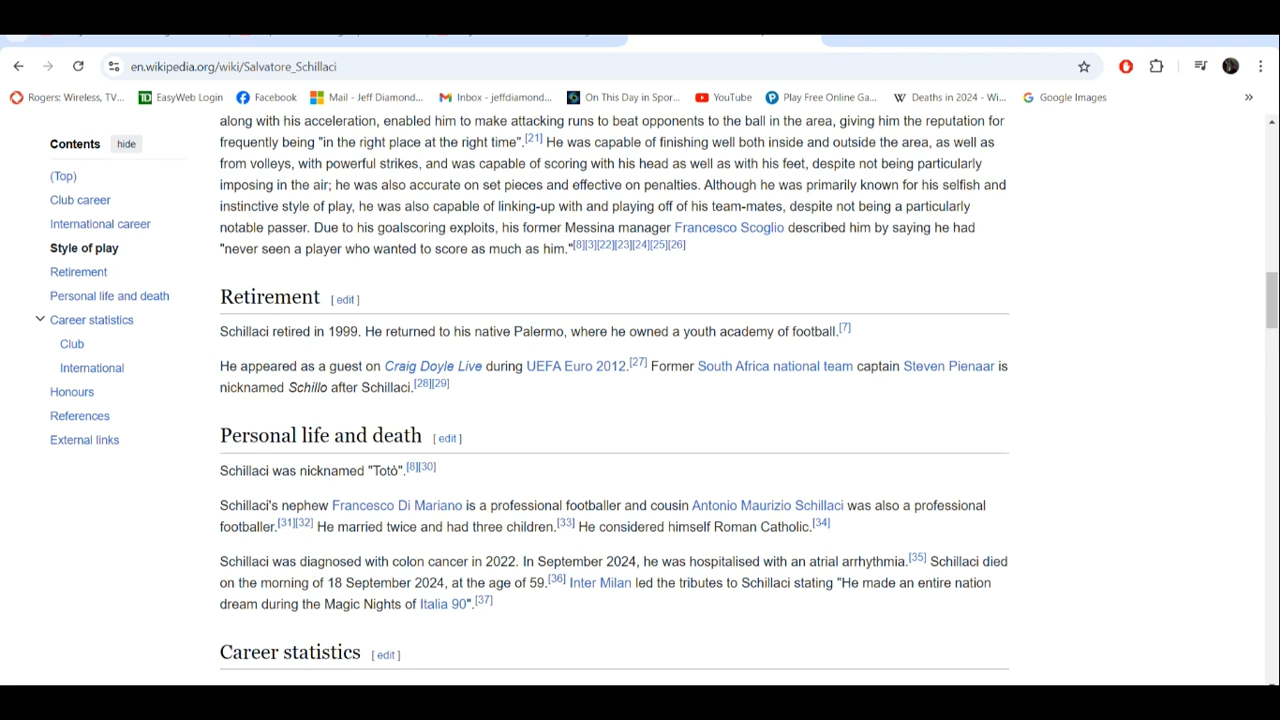 en.wikipedia.org/wiki/Salvatore_Schillaci
Rogers: Wireless, TV... EasyWeb Login Facebook Mail - Jeff Diamond... Inbox - jeffdiamond... On This Day in Spor... YouTube Play Free Online Ga... Deaths in 2024 - Wi... Google Images »
along with his acceleration, enabled him to make attacking runs to beat opponents to the ball in the area, giving him the reputation for
frequently being "in the right place at the right time".[21] He was capable of finishing well both inside and outside the area, as well as
from volleys, with powerful strikes, and was capable of scoring with his head as well as with his feet, despite not being particularly
imposing in the air; he was also accurate on set pieces and effective on penalties. Although he was primarily known for his selfish and
instinctive style of play, he was also capable of linking-up with and playing off of his team-mates, despite not being a particularly
notable passer. Due to his goalscoring exploits, his former Messina manager Francesco Scoglio described him by saying he had
"never seen a player who wanted to score as much as him."[8][3][22][23][24][25][26]
Contents hide
(Top)
Club career
International career
Style of play
Retirement
Personal life and death
Career statistics
Club
International
Honours
References
External links
Retirement [ edit ]
Schillaci retired in 1999. He returned to his native Palermo, where he owned a youth academy of football.[7]
He appeared as a guest on Craig Doyle Live during UEFA Euro 2012.[27] Former South Africa national team captain Steven Pienaar is
nicknamed Schillo after Schillaci.[28][29]
Personal life and death [ edit ]
Schillaci was nicknamed "Totò".[8][30]
Schillaci's nephew Francesco Di Mariano is a professional footballer and cousin Antonio Maurizio Schillaci was also a professional
footballer.[31][32] He married twice and had three children.[33] He considered himself Roman Catholic.[34]
Schillaci was diagnosed with colon cancer in 2022. In September 2024, he was hospitalised with an atrial arrhythmia.[35] Schillaci died
on the morning of 18 September 2024, at the age of 59.[36] Inter Milan led the tributes to Schillaci stating "He made an entire nation
dream during the Magic Nights of Italia 90".[37]
Career statistics [ edit ]